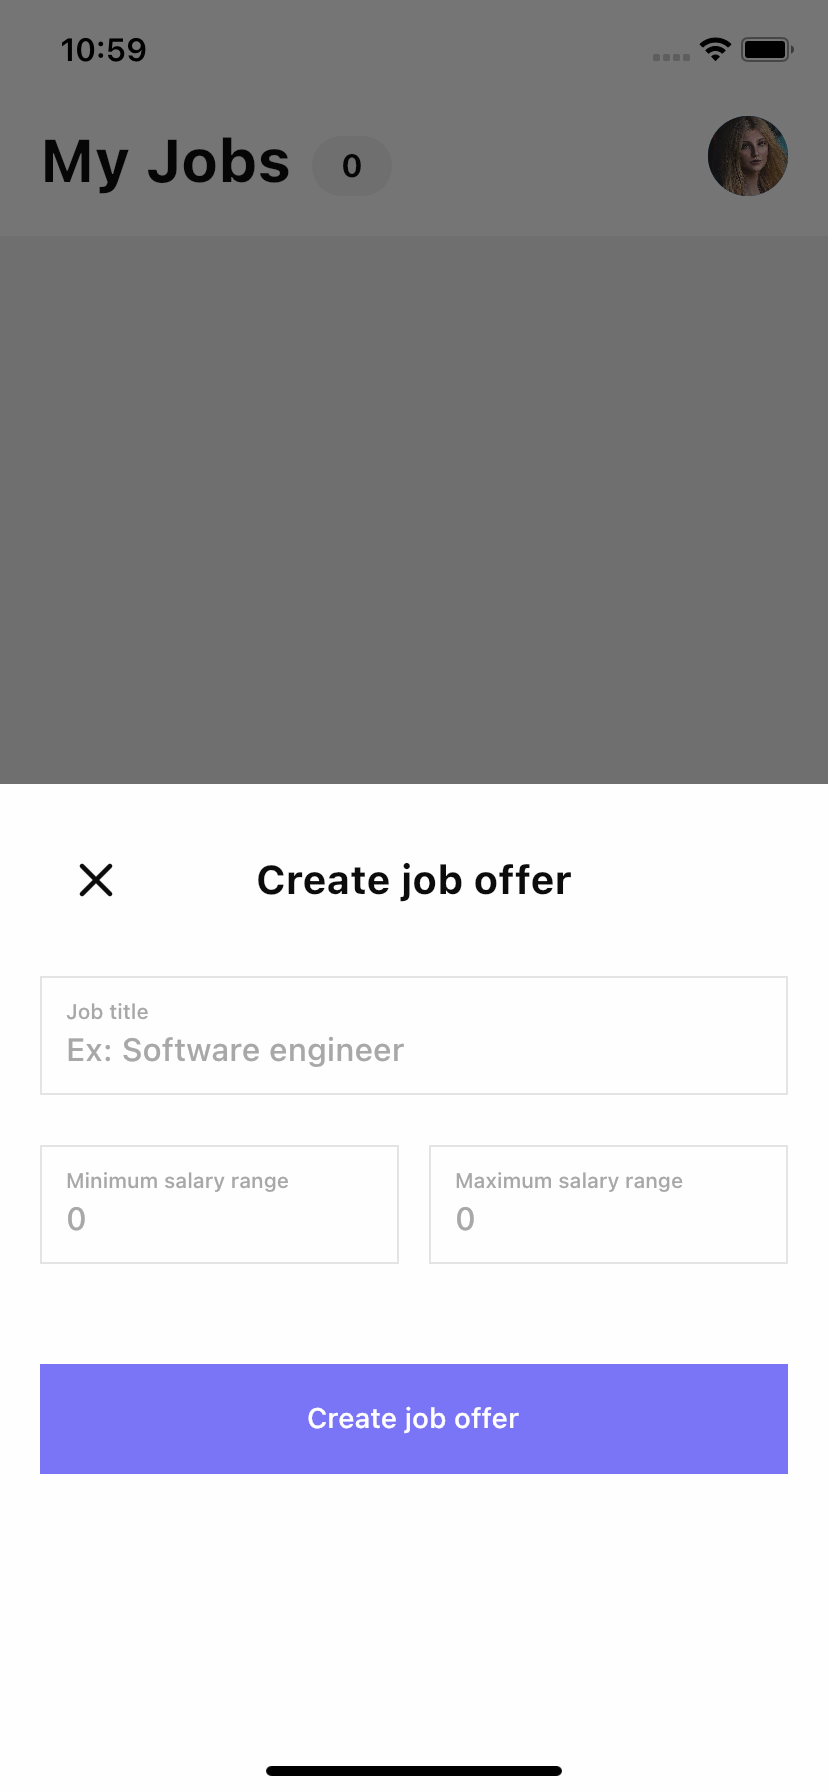 10:59
My Jobs 0
Create job offer
Job title
Ex: Software engineer
Minimum salary range Maximum salary range
0 0
Create job offer